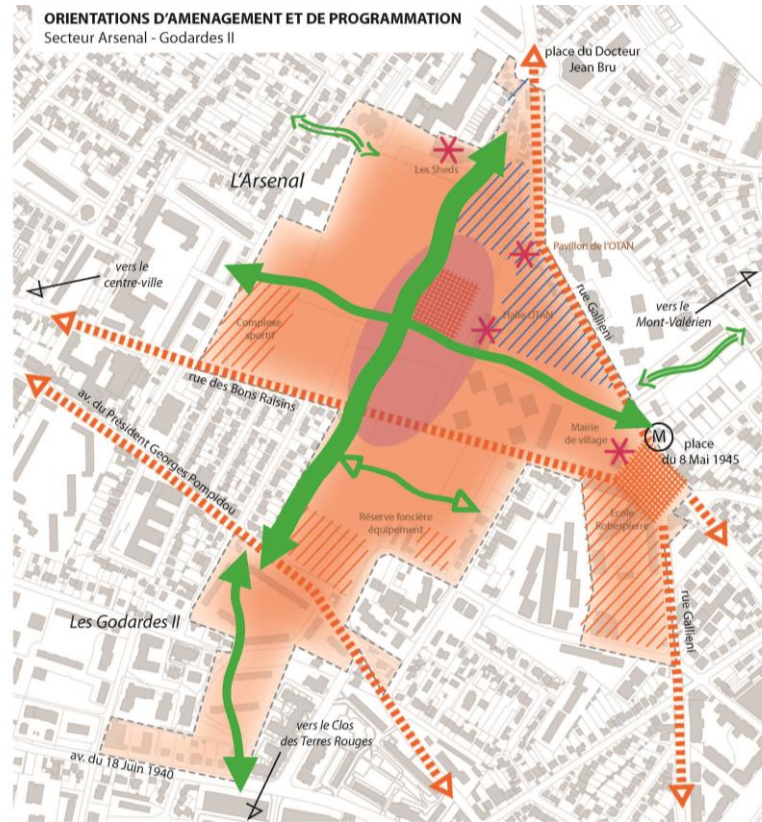 ORIENTATIONS D'AMENAGEMENT ET DE PROGRAMMATION
Secteur Arsenal - Godardes II
place du Docteur
Jean Bru
L'Arsenal
Les Sheds
Pavillon de l'OTAN
vers le
centre-ville
rue Gallieni
vers le
Mont-Valérien
Halle OTAN
Complexe
sportif
rue des Bons Raisins
av. du Président Georges Pompidou
Mairie
de village
M
place
du 8 Mai 1945
Réserve foncière
équipement
Ecole
Robespierre
Les Godardes II
rue Gallieni
vers le Clos
des Terres Rouges
av. du 18 Juin 1940